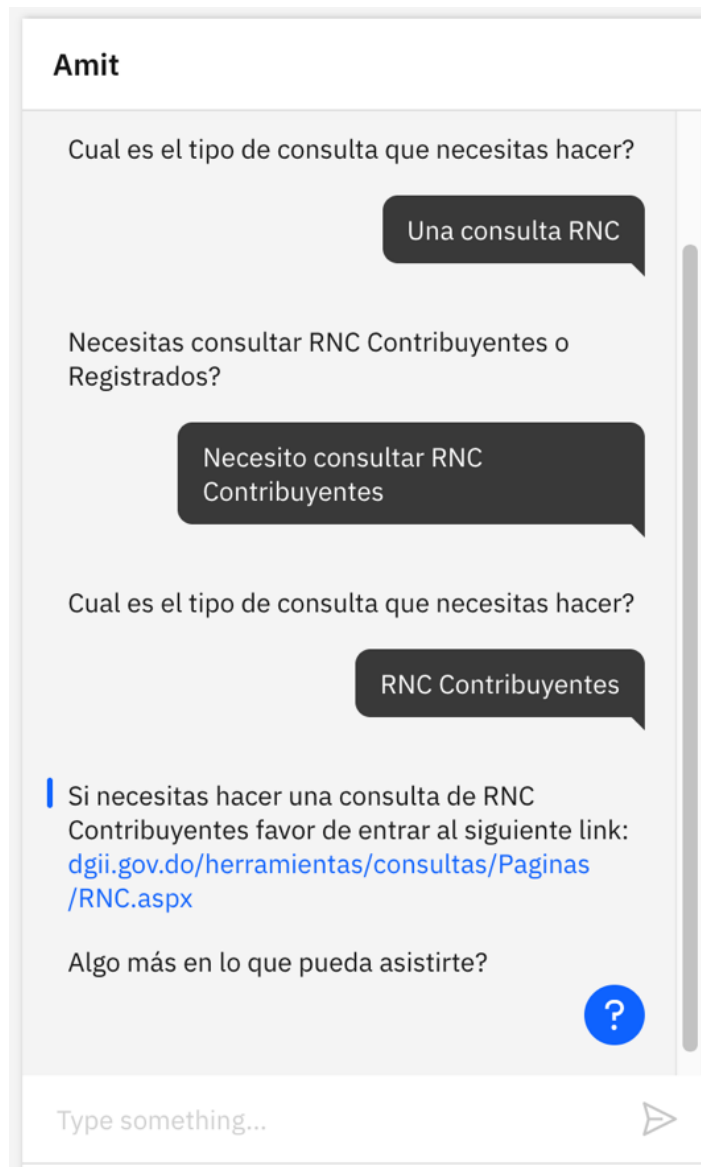 Amit
Cual es el tipo de consulta que necesitas hacer?
Una consulta RNC
Necesitas consultar RNC Contribuyentes o
Registrados?
Necesito consultar RNC
Contribuyentes
Cual es el tipo de consulta que necesitas hacer?
RNC Contribuyentes
Si necesitas hacer una consulta de RNC
Contribuyentes favor de entrar al siguiente link:
dgii.gov.do/herramientas/consultas/Paginas
/RNC.aspx
Algo más en lo que pueda asistirte?
?
Type something...